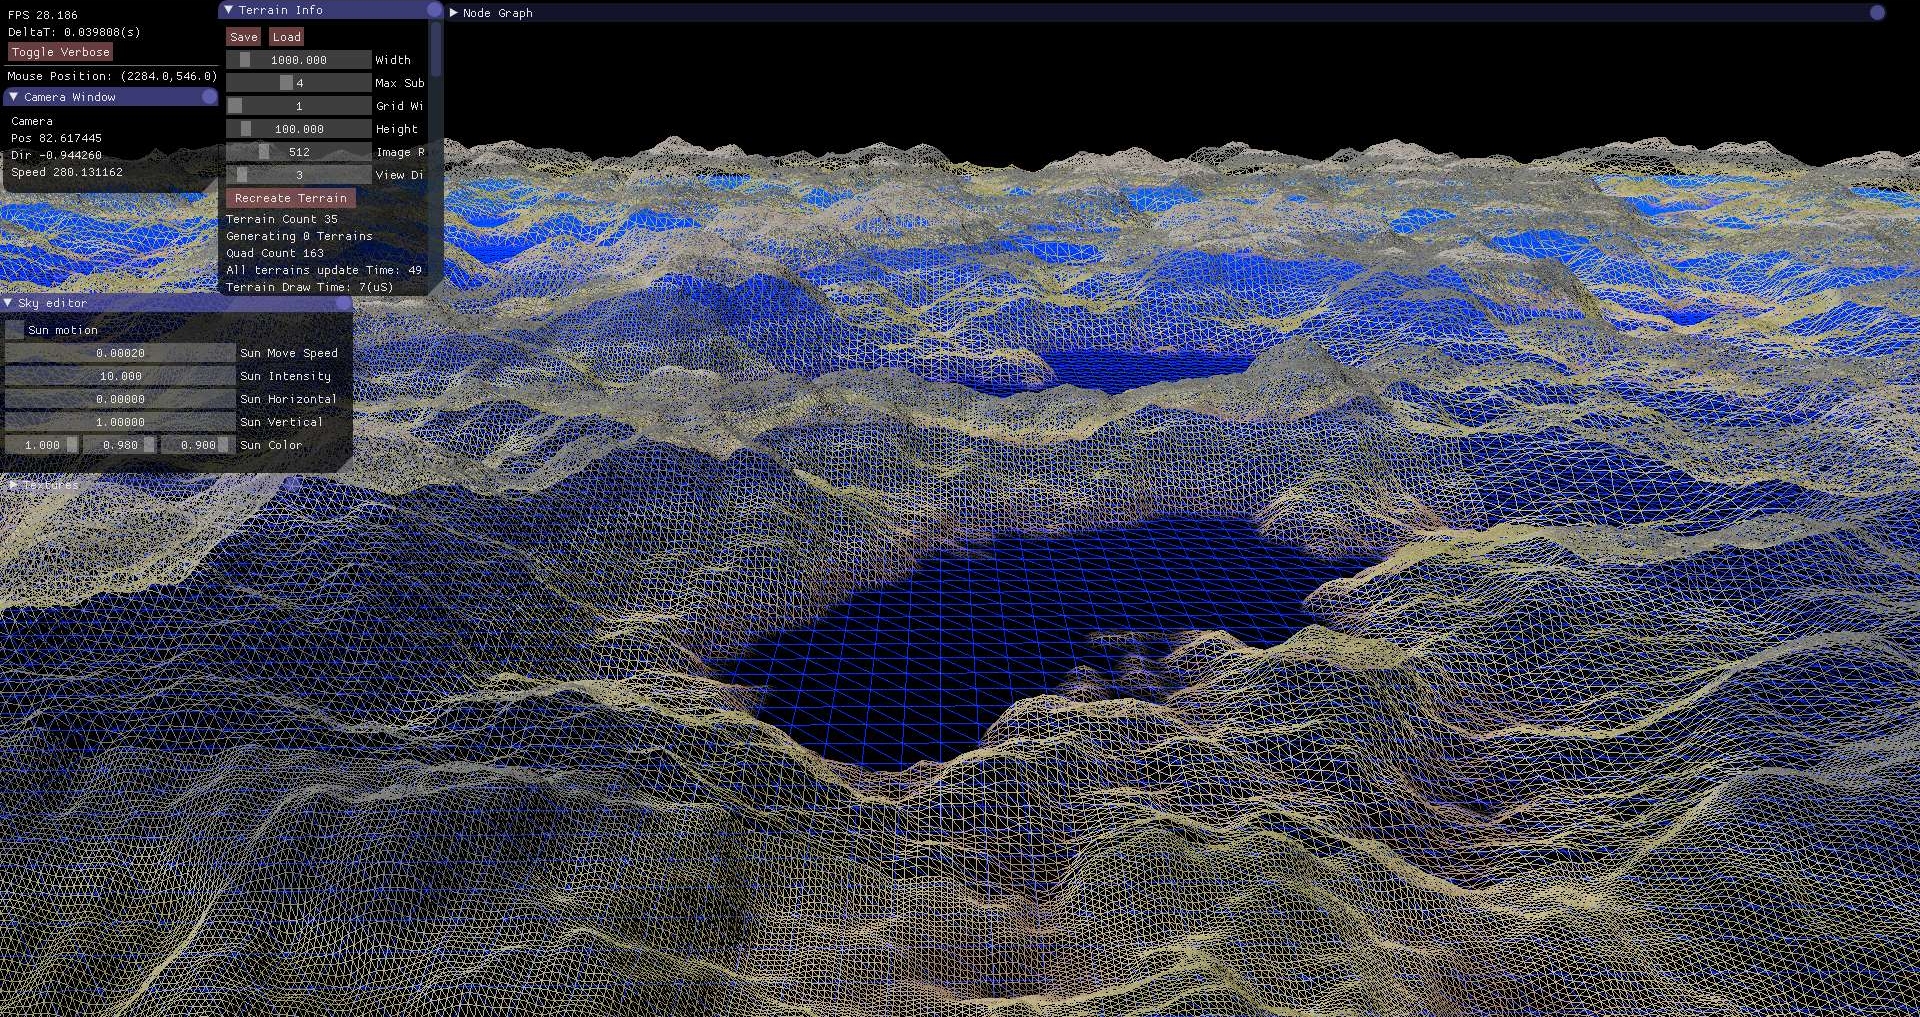 FPS 28.186
DeltaT: 0.039808(s)
Toggle Verbose
Mouse Position: (2284.0,546.0)
Camera Window
Camera
Pos 82.617445
Dir -0.944260
Speed 280.131162
Terrain Info
Save Load
1000.000 Width
4 Max Sub
1 Grid Wi
100.000 Height
512 Image R
3 View Di
Recreate Terrain
Terrain Count 35
Generating 0 Terrains
Quad Count 163
All terrains update Time: 49
Terrain Draw Time: 7(uS)
Node Graph
Sky editor
Sun motion
0.00020 Sun Move Speed
10.000 Sun Intensity
0.00000 Sun Horizontal
1.00000 Sun Vertical
1.000 0.980 0.900 Sun Color
Textures